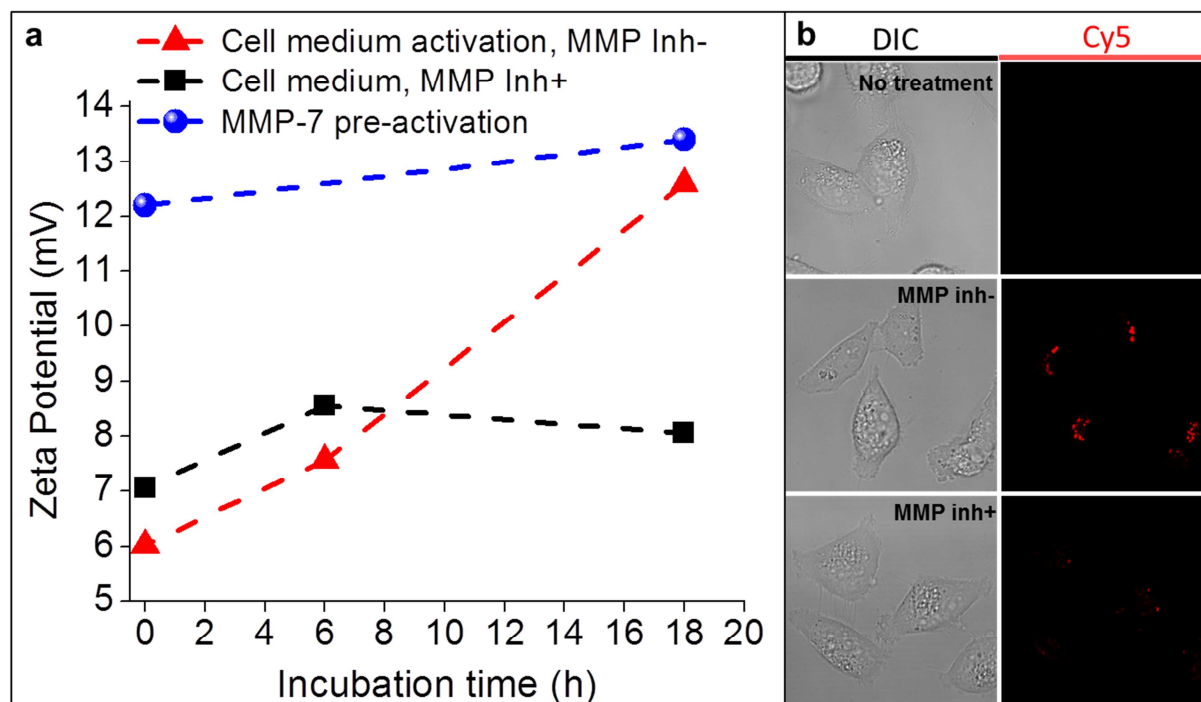 a
Cell medium activation, MMP Inh-
Cell medium, MMP Inh+
MMP-7 pre-activation
14
13
12
11
10
9
8
7
6
5
Zeta Potential (mV)
0 2 4 6 8 10 12 14 16 18 20
Incubation time (h)
b
DIC Cy5
No treatment
MMP inh-
MMP inh+